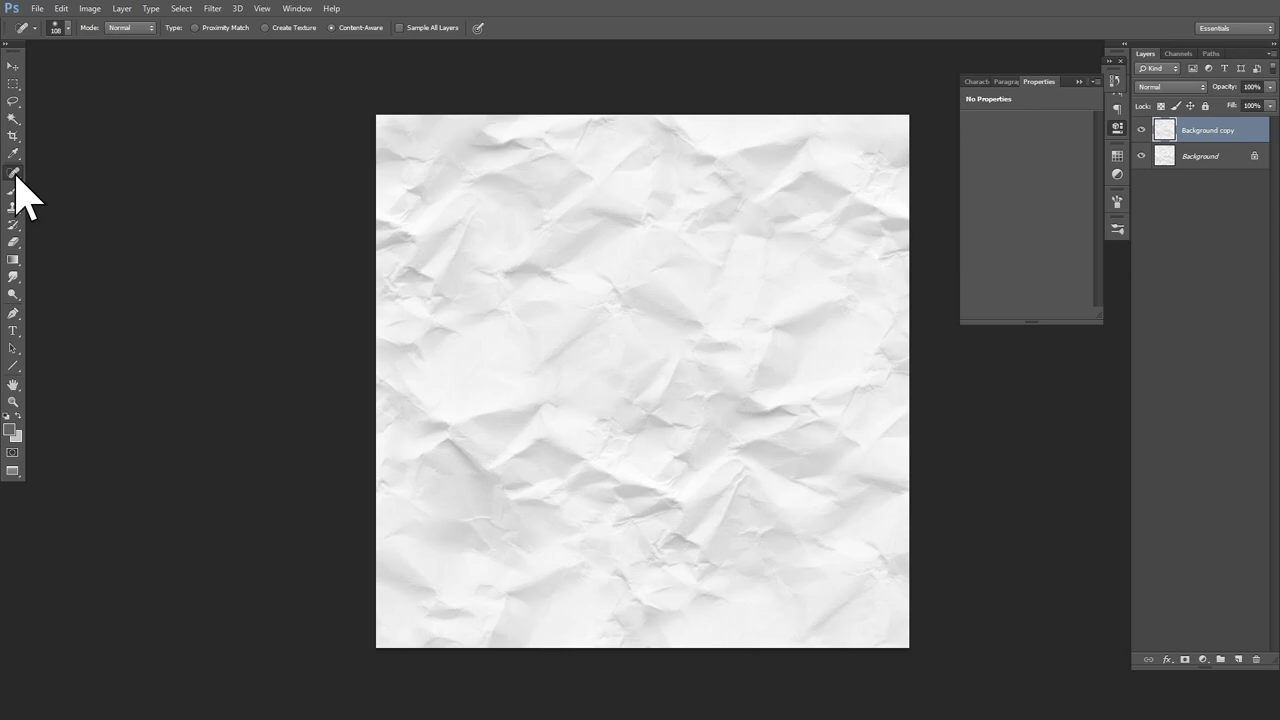 Ps File Edit Image Layer Type Select Filter 3D View Window Help
108 Mode: Normal Type: Proximity Match Create Texture Content-Aware Sample All Layers Essentials
Layers Channels Paths
Kind T
Charact Paragra Properties
Normal Opacity: 100%
No Properties
Lock: Fill: 100%
Background copy
Background
T
fx